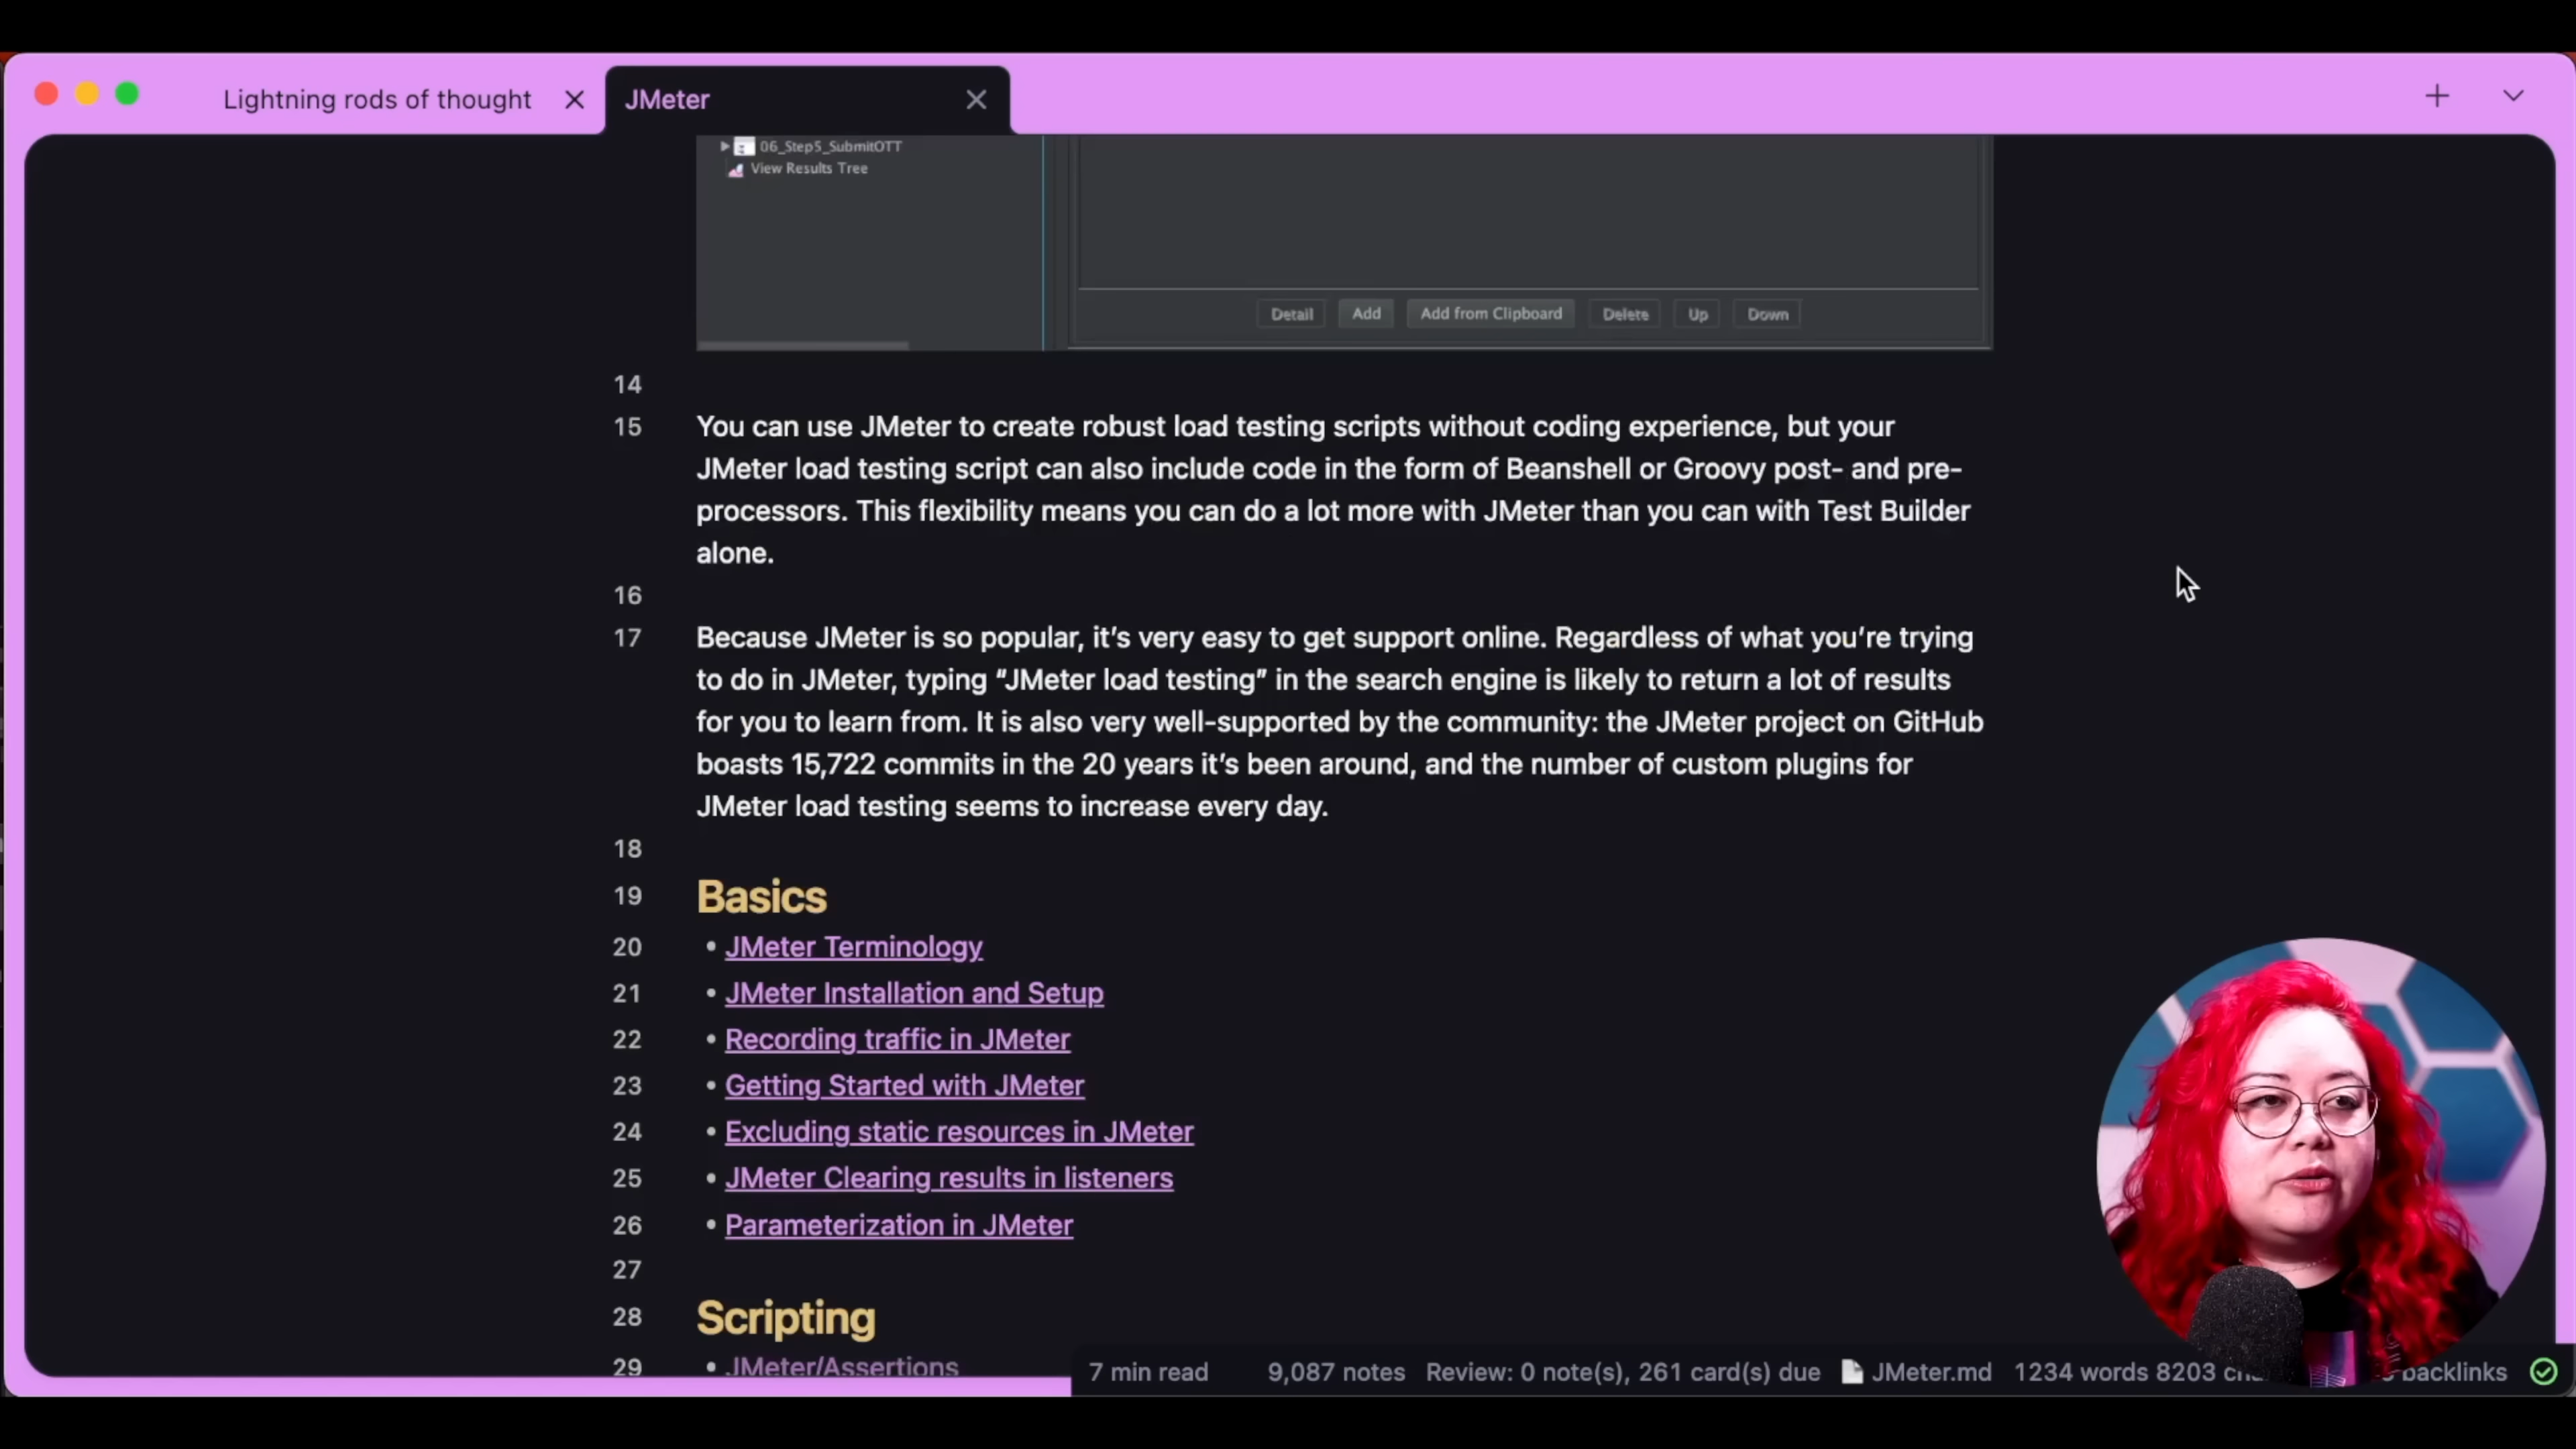 Lightning rods of thought
JMeter
06_Step5_SubmitOTT
View Results Tree
Detail Add Add from Clipboard Delete Up Down
14
15 You can use JMeter to create robust load testing scripts without coding experience, but your
JMeter load testing script can also include code in the form of Beanshell or Groovy post- and pre-
processors. This flexibility means you can do a lot more with JMeter than you can with Test Builder
alone.
16
17 Because JMeter is so popular, it’s very easy to get support online. Regardless of what you’re trying
to do in JMeter, typing “JMeter load testing” in the search engine is likely to return a lot of results
for you to learn from. It is also very well-supported by the community: the JMeter project on GitHub
boasts 15,722 commits in the 20 years it’s been around, and the number of custom plugins for
JMeter load testing seems to increase every day.
18
19 Basics
20 • JMeter Terminology
21 • JMeter Installation and Setup
22 • Recording traffic in JMeter
23 • Getting Started with JMeter
24 • Excluding static resources in JMeter
25 • JMeter Clearing results in listeners
26 • Parameterization in JMeter
27
28 Scripting
29 • JMeter/Assertions
7 min read 9,087 notes Review: 0 note(s), 261 card(s) due JMeter.md 1234 words 8203 backlinks